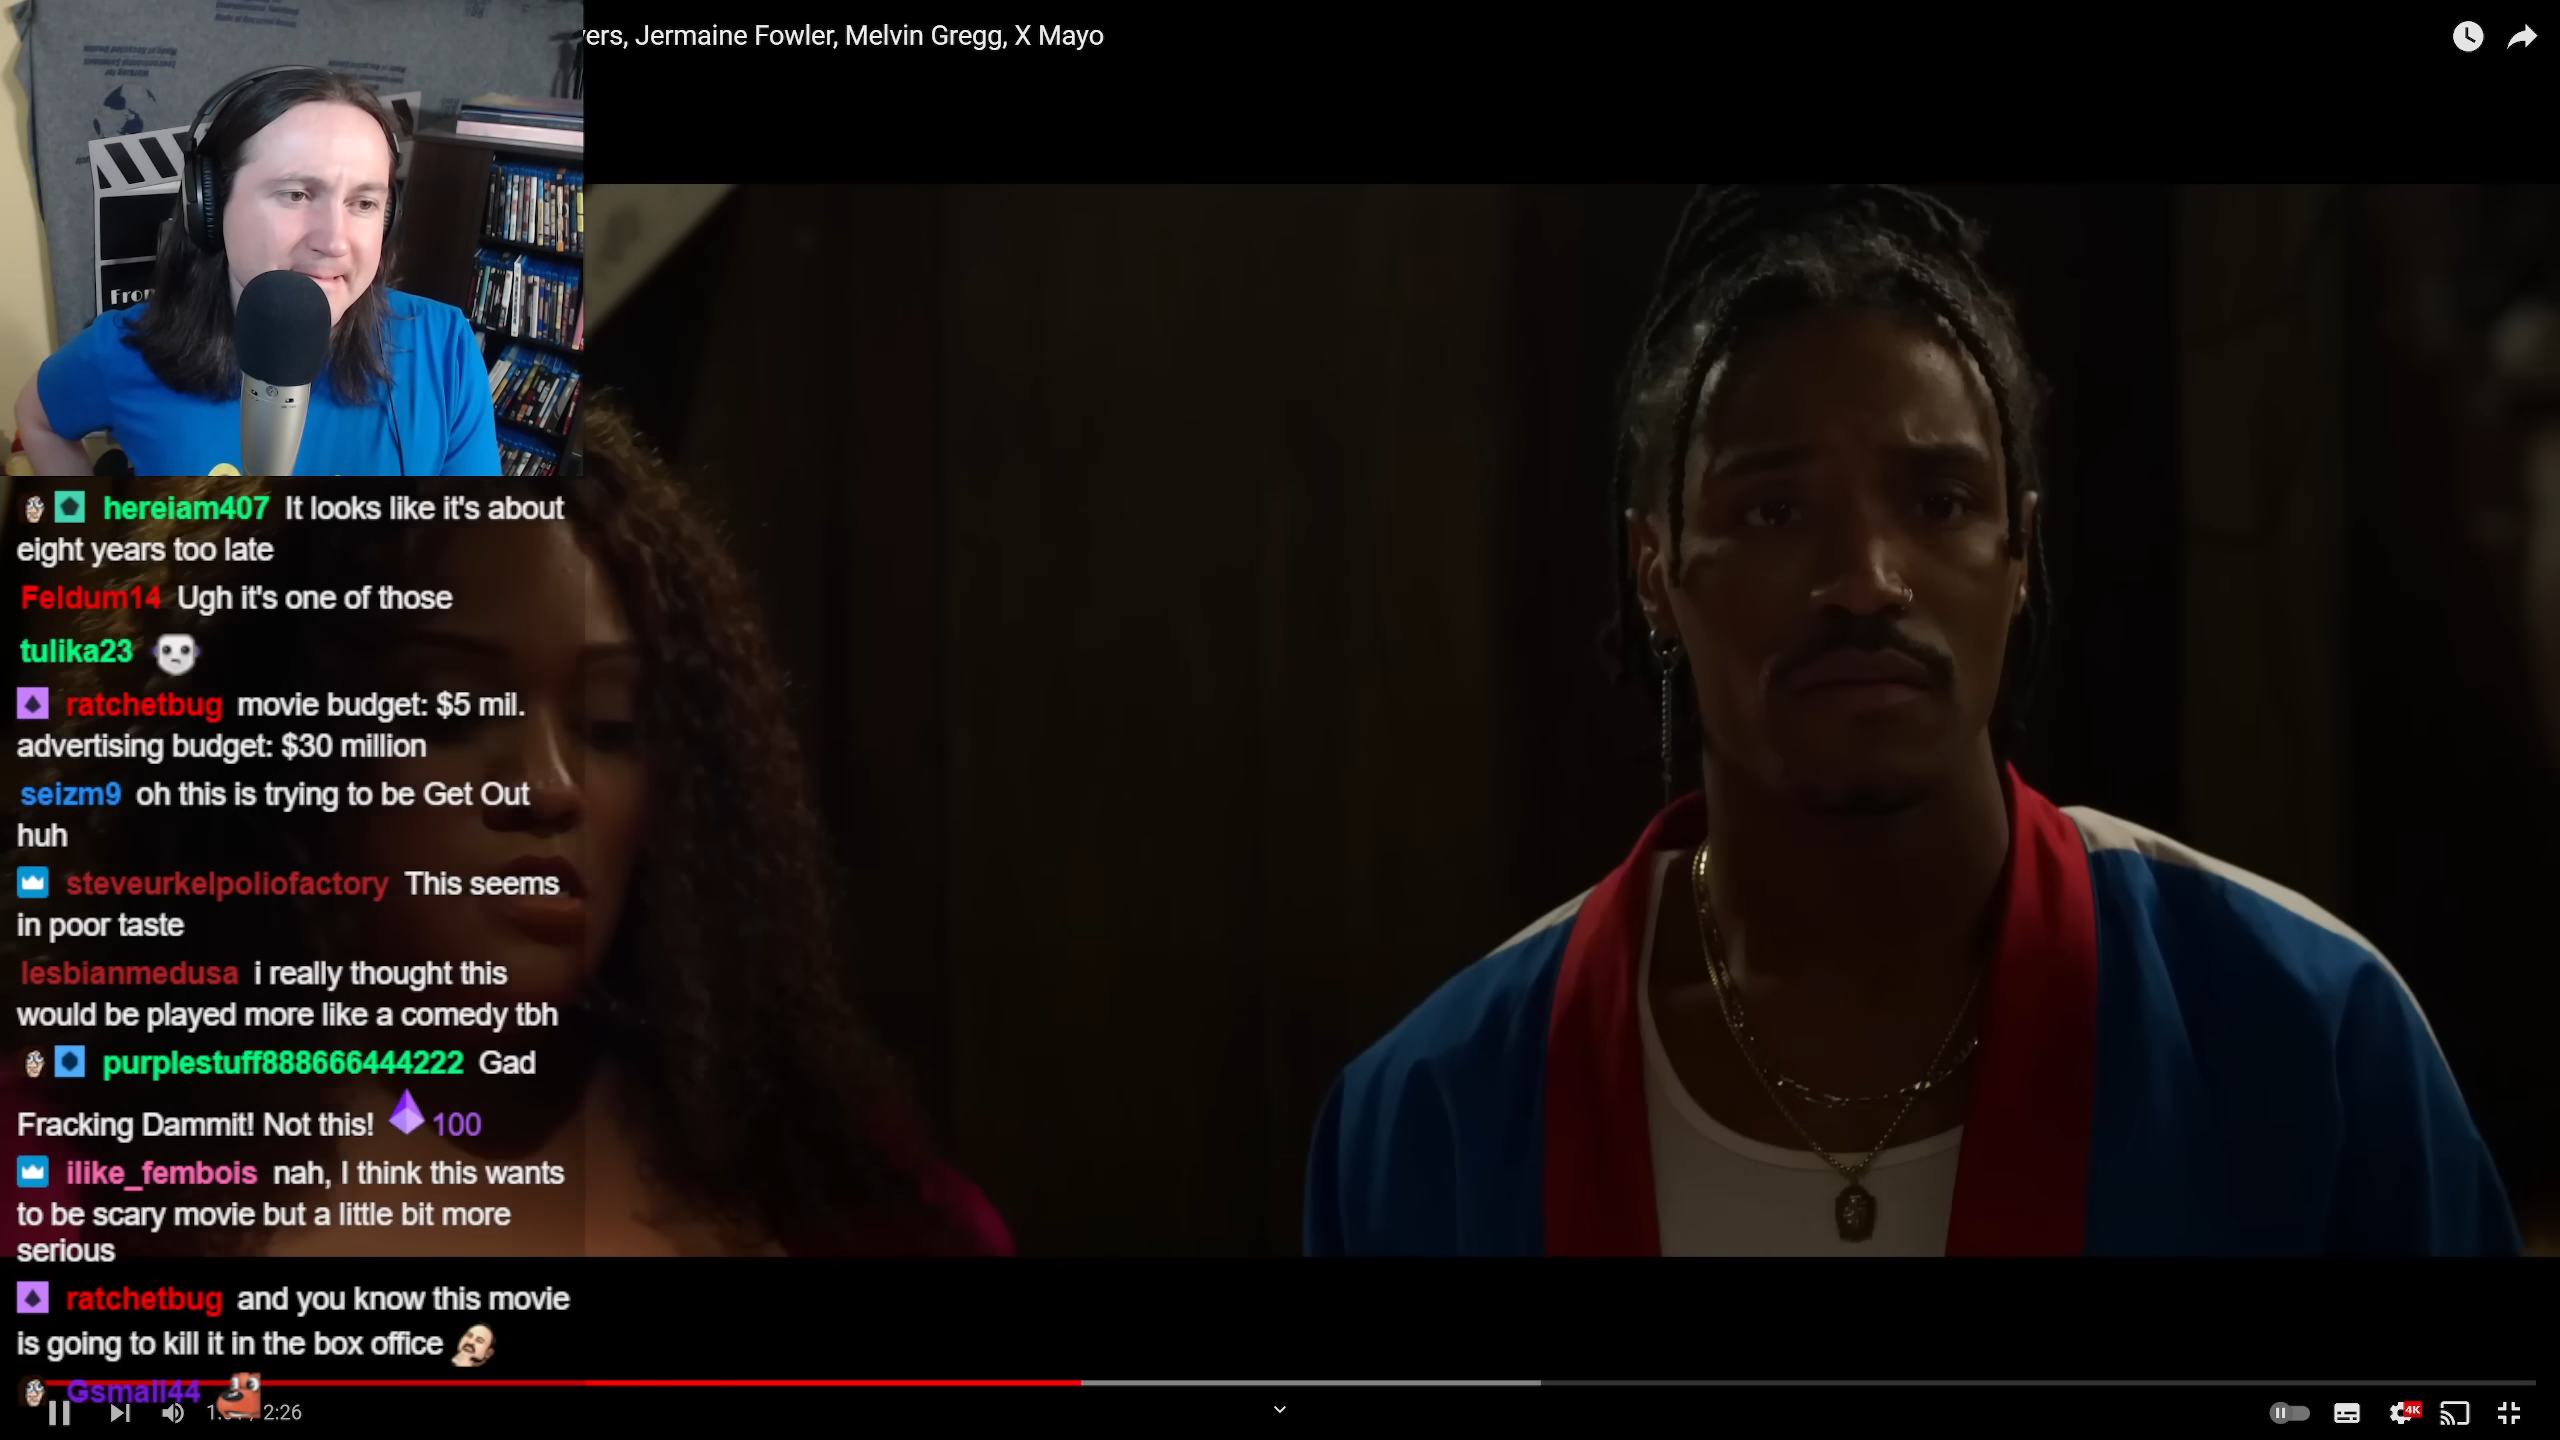 ers, Jermaine Fowler, Melvin Gregg, X Mayo
Fro
hereiam407 It looks like it's about
eight years too late
Feldum14 Ugh it's one of those
tulika23
ratchetbug movie budget: $5 mil.
advertising budget: $30 million
seizm9 oh this is trying to be Get Out
huh
steveurkelpoliofactory This seems
in poor taste
lesbianmedusa i really thought this
would be played more like a comedy tbh
purplestuff888666444222 Gad
Fracking Dammit! Not this! 100
ilike_fembois nah, I think this wants
to be scary movie but a little bit more
serious
ratchetbug and you know this movie
is going to kill it in the box office
Gsmall44
2:26
4K